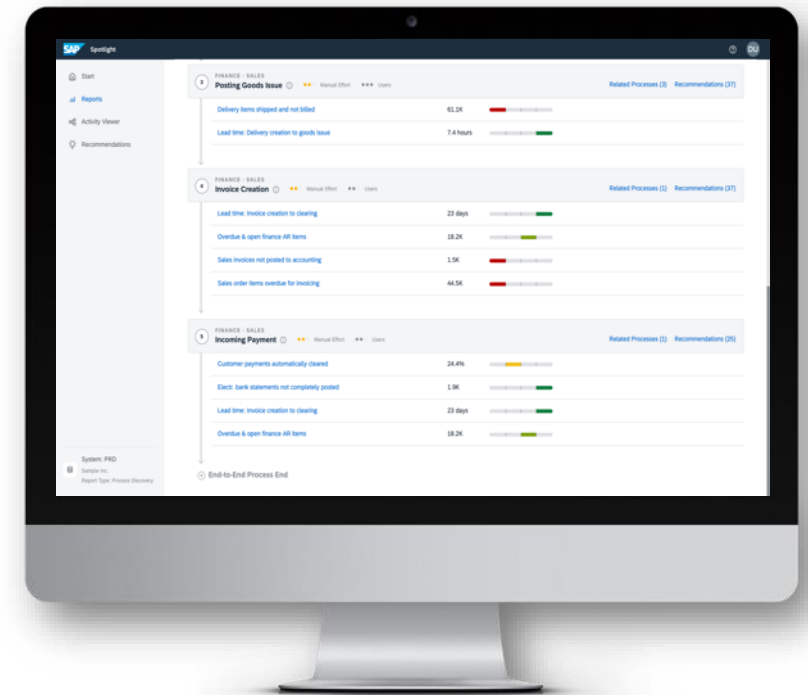 SAP Spotlight DU
Start
Reports
Activity Viewer
Recommendations
3 FINANCE - SALES
Posting Goods Issue Manual Effort Users Related Processes (3) Recommendations (37)
Delivery items shipped and not billed 61.1K
Lead time: Delivery creation to goods issue 7.4 hours
4 FINANCE - SALES
Invoice Creation Manual Effort Users Related Processes (1) Recommendations (37)
Lead time: Invoice creation to clearing 23 days
Overdue & open finance AR items 18.2K
Sales invoices not posted to accounting 1.5K
Sales order items overdue for invoicing 44.5K
5 FINANCE - SALES
Incoming Payment Manual Effort Users Related Processes (1) Recommendations (25)
Customer payments automatically cleared 24.4%
Electr. bank statements not completely posted 1.9K
Lead time: Invoice creation to clearing 23 days
Overdue & open finance AR items 18.2K
End-to-End Process End
System: PRD
Sample Inc.
Report Type: Process Discovery